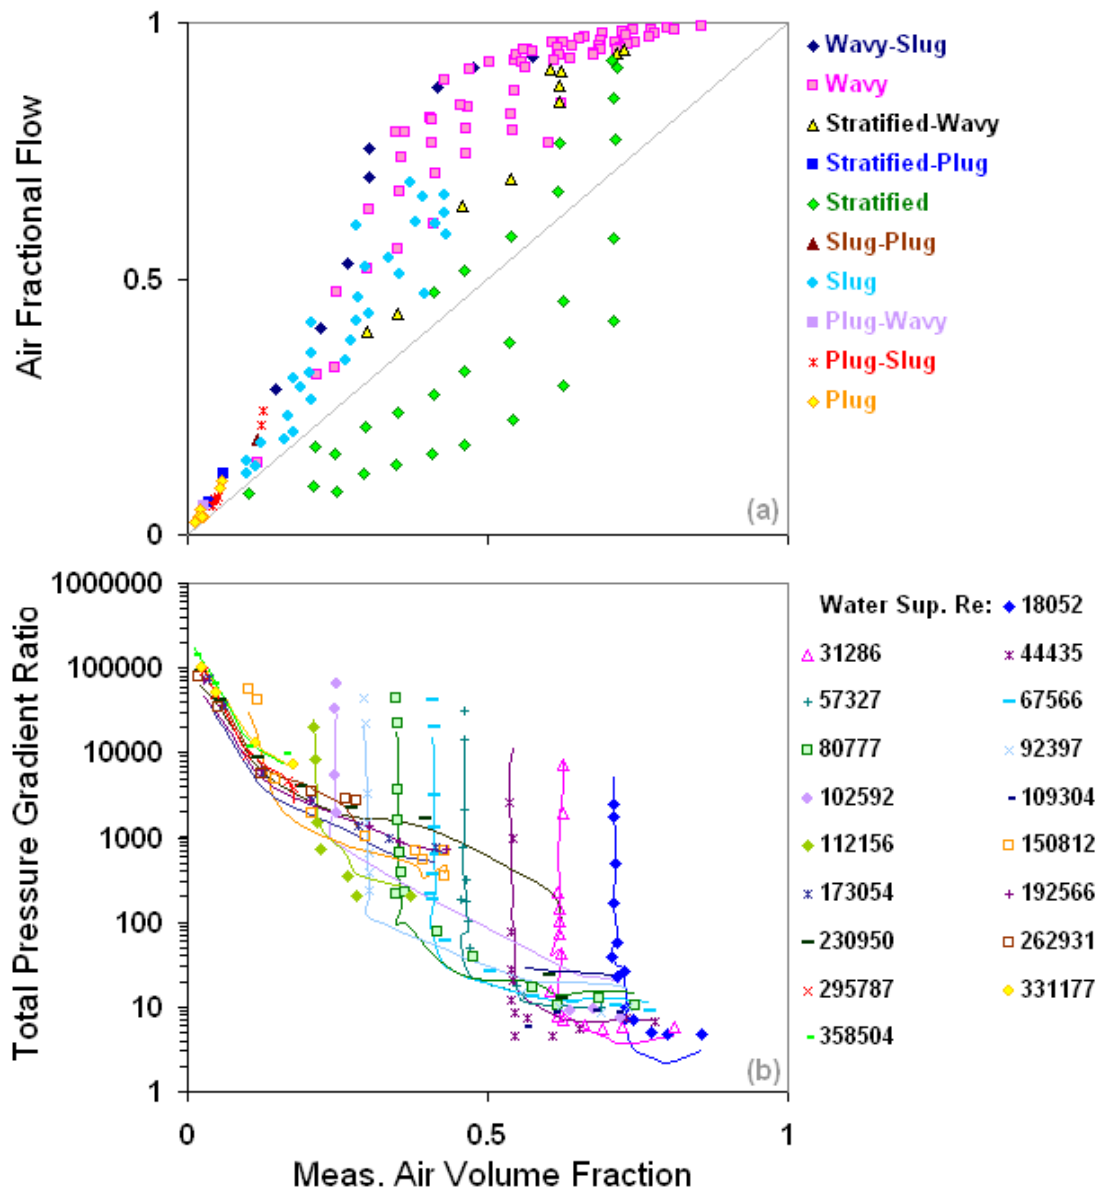 1
Air Fractional Flow
0.5
0
(a)
Wavy-Slug
Wavy
Stratified-Wavy
Stratified-Plug
Stratified
Slug-Plug
Slug
Plug-Wavy
Plug-Slug
Plug
1000000
100000
10000
1000
100
10
1
Total Pressure Gradient Ratio
(b)
0 0.5 1
Meas. Air Volume Fraction
Water Sup. Re: 18052
31286 44435
57327 67566
80777 92397
102592 109304
112156 150812
173054 192566
230950 262931
295787 331177
358504